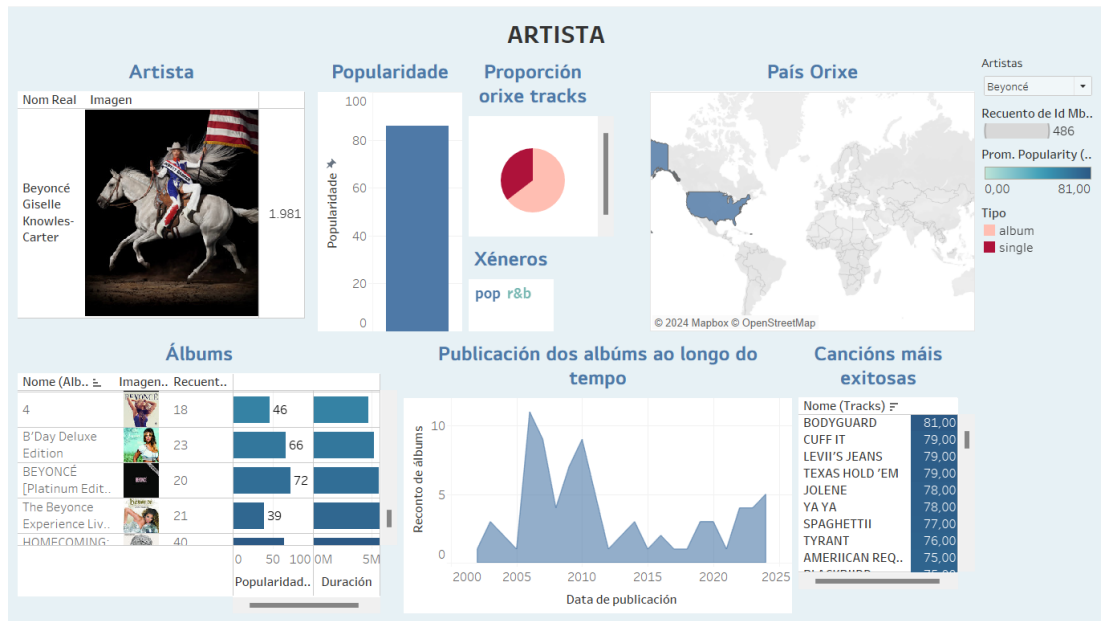 ARTISTA
Artista
Nom Real Imagen
Beyoncé
Giselle
Knowles-
Carter
1.981
Popularidade
Popularidade
100
80
60
40
20
0
Proporción
orixe tracks
Xéneros
pop r&b
País Orixe
© 2024 Mapbox © OpenStreetMap
Artistas
Beyoncé
Recuento de Id Mb..
486
Prom. Popularity (..
0,00 81,00
Tipo
album
single
Álbums
Nome (Alb.. Imagen.. Recuent..
4 18 46
B'Day Deluxe
Edition 23 66
BEYONCÉ
[Platinum Edit.. 20 72
The Beyonce
Experience Liv.. 21 39
HOMECOMING: 40
0 50 100 0M 5M
Popularidad.. Duración
Publicación dos albúms ao longo do
tempo
Reconto de álbums
10
5
0
2000 2005 2010 2015 2020 2025
Data de publicación
Cancións máis
exitosas
Nome (Tracks)
BODYGUARD 81,00
CUFF IT 79,00
LEVII'S JEANS 79,00
TEXAS HOLD 'EM 79,00
JOLENE 78,00
YA YA 78,00
SPAGHETTII 77,00
TYRANT 76,00
AMERIICAN REQ.. 75,00